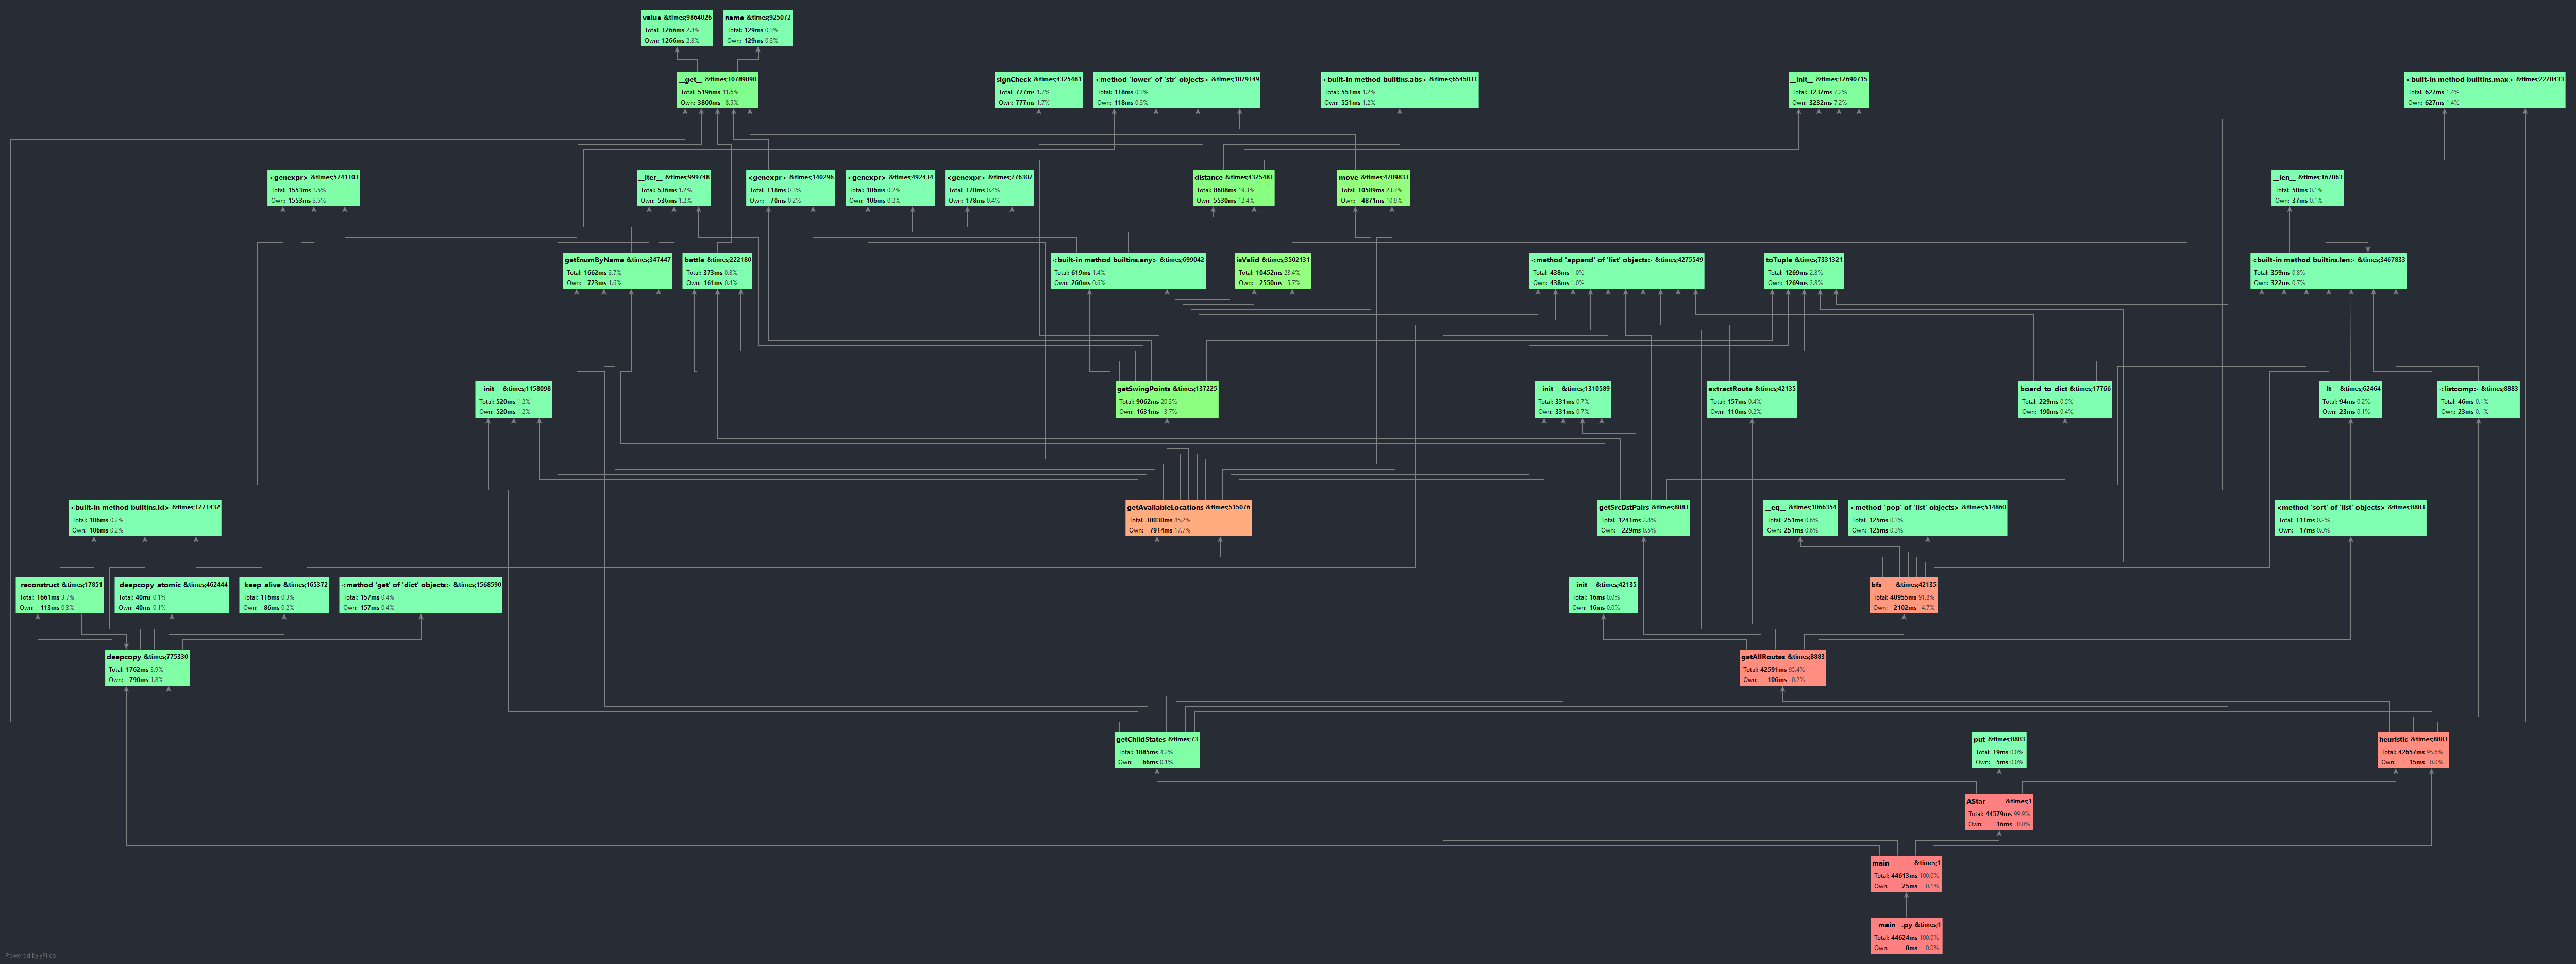 value &times;9864026
Total: 1266ms 2.8%
Own: 1266ms 2.8%
name &times;925072
Total: 129ms 0.3%
Own: 129ms 0.3%
__get__ &times;10789098
Total: 5196ms 11.6%
Own: 3800ms 8.5%
signCheck &times;4325481
Total: 777ms 1.7%
Own: 777ms 1.7%
<method 'lower' of 'str' objects> &times;1079149
Total: 118ms 0.3%
Own: 118ms 0.3%
<built-in method builtins.abs> &times;6545031
Total: 551ms 1.2%
Own: 551ms 1.2%
__init__ &times;12690715
Total: 3232ms 7.2%
Own: 3232ms 7.2%
<built-in method builtins.max> &times;2228433
Total: 627ms 1.4%
Own: 627ms 1.4%
<genexpr> &times;5741103
Total: 1553ms 3.5%
Own: 1553ms 3.5%
__iter__ &times;999748
Total: 536ms 1.2%
Own: 536ms 1.2%
<genexpr> &times;140296
Total: 118ms 0.3%
Own: 70ms 0.2%
<genexpr> &times;492434
Total: 106ms 0.2%
Own: 106ms 0.2%
<genexpr> &times;776302
Total: 178ms 0.4%
Own: 178ms 0.4%
distance &times;4325481
Total: 8608ms 19.3%
Own: 5530ms 12.4%
move &times;4709833
Total: 10589ms 23.7%
Own: 4871ms 10.9%
__len__ &times;167063
Total: 50ms 0.1%
Own: 37ms 0.1%
getEnumByName &times;347447
Total: 1662ms 3.7%
Own: 723ms 1.6%
battle &times;222180
Total: 373ms 0.8%
Own: 161ms 0.4%
<built-in method builtins.any> &times;699042
Total: 619ms 1.4%
Own: 260ms 0.6%
isValid &times;3502131
Total: 10452ms 23.4%
Own: 2550ms 5.7%
<method 'append' of 'list' objects> &times;4275549
Total: 438ms 1.0%
Own: 438ms 1.0%
toTuple &times;7331321
Total: 1269ms 2.8%
Own: 1269ms 2.8%
<built-in method builtins.len> &times;3467833
Total: 359ms 0.8%
Own: 322ms 0.7%
__init__ &times;1158098
Total: 520ms 1.2%
Own: 520ms 1.2%
getSwingPoints &times;137225
Total: 9062ms 20.3%
Own: 1631ms 3.7%
__init__ &times;1310589
Total: 331ms 0.7%
Own: 331ms 0.7%
extractRoute &times;42135
Total: 157ms 0.4%
Own: 110ms 0.2%
board_to_dict &times;17766
Total: 229ms 0.5%
Own: 190ms 0.4%
__lt__ &times;62464
Total: 94ms 0.2%
Own: 23ms 0.1%
<listcomp> &times;8883
Total: 46ms 0.1%
Own: 23ms 0.1%
<built-in method builtins.id> &times;1271432
Total: 106ms 0.2%
Own: 106ms 0.2%
getAvailableLocations &times;515076
Total: 38030ms 85.2%
Own: 7914ms 17.7%
getSrcDstPairs &times;8883
Total: 1241ms 2.8%
Own: 229ms 0.5%
__eq__ &times;1066354
Total: 251ms 0.6%
Own: 251ms 0.6%
<method 'pop' of 'list' objects> &times;514860
Total: 125ms 0.3%
Own: 125ms 0.3%
<method 'sort' of 'list' objects> &times;8883
Total: 111ms 0.2%
Own: 17ms 0.0%
_reconstruct &times;17851
Total: 1661ms 3.7%
Own: 113ms 0.3%
_deepcopy_atomic &times;462444
Total: 40ms 0.1%
Own: 40ms 0.1%
_keep_alive &times;165372
Total: 116ms 0.3%
Own: 86ms 0.2%
<method 'get' of 'dict' objects> &times;1568590
Total: 157ms 0.4%
Own: 157ms 0.4%
__init__ &times;42135
Total: 16ms 0.0%
Own: 16ms 0.0%
bfs &times;42135
Total: 40955ms 91.8%
Own: 2102ms 4.7%
deepcopy &times;775330
Total: 1762ms 3.9%
Own: 790ms 1.8%
getAllRoutes &times;8883
Total: 42591ms 95.4%
Own: 106ms 0.2%
getChildStates &times;73
Total: 1885ms 4.2%
Own: 66ms 0.1%
put &times;8883
Total: 19ms 0.0%
Own: 5ms 0.0%
heuristic &times;8883
Total: 42657ms 95.6%
Own: 15ms 0.0%
AStar &times;1
Total: 44579ms 99.9%
Own: 16ms 0.0%
main &times;1
Total: 44613ms 100.0%
Own: 25ms 0.1%
__main__.py &times;1
Total: 44624ms 100.0%
Own: 0ms 0.0%
Powered by yFiles